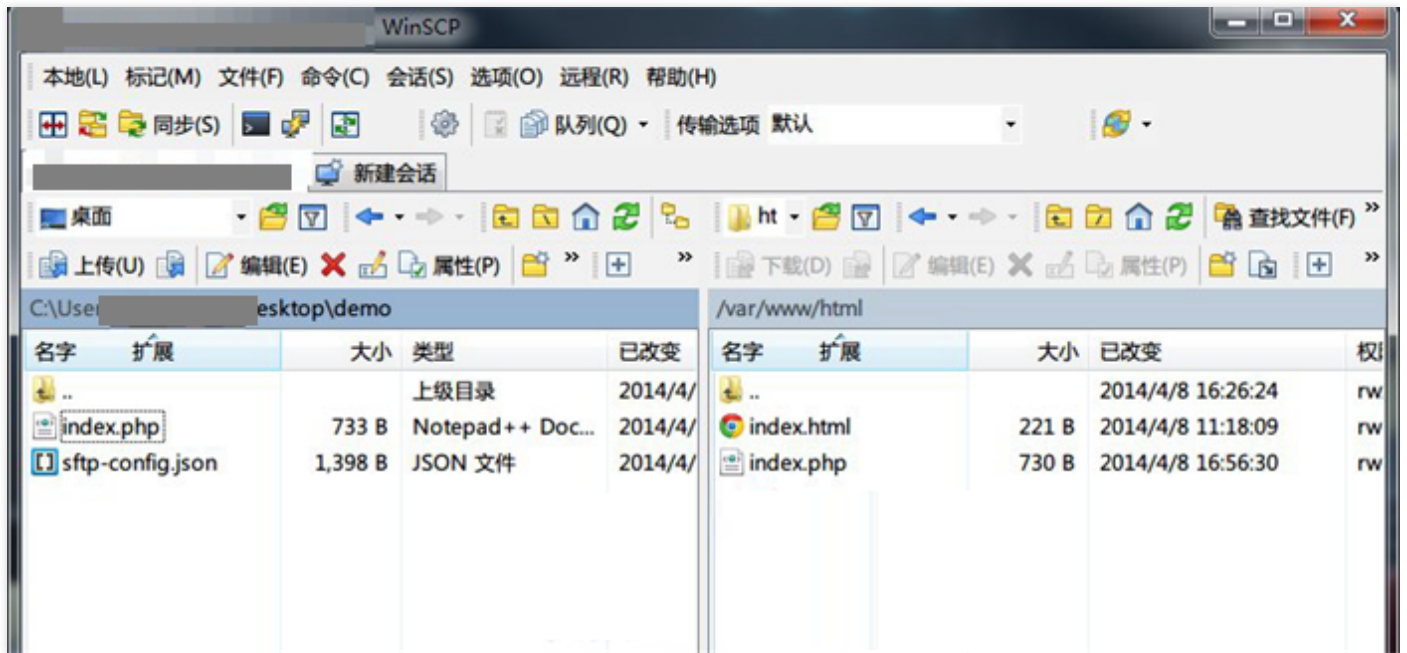 WinSCP
本地(L) 标记(M) 文件(F) 命令(C) 会话(S) 选项(O) 远程(R) 帮助(H)
同步(S) 队列(Q) 传输选项 默认
新建会话
桌面 ht 查找文件(F) »
上传(U) 编辑(E) 属性(P) » » 下载(D) 编辑(E) 属性(P) »
C:\User esktop\demo /var/www/html
名字 扩展 大小 类型 已改变 名字 扩展 大小 已改变
.. 上级目录 2014/4/ .. 2014/4/8 16:26:24 rw
index.php 733 B Notepad++ Doc... 2014/4/ index.html 221 B 2014/4/8 11:18:09 rw
sftp-config.json 1,398 B JSON 文件 2014/4/ index.php 730 B 2014/4/8 16:56:30 rw